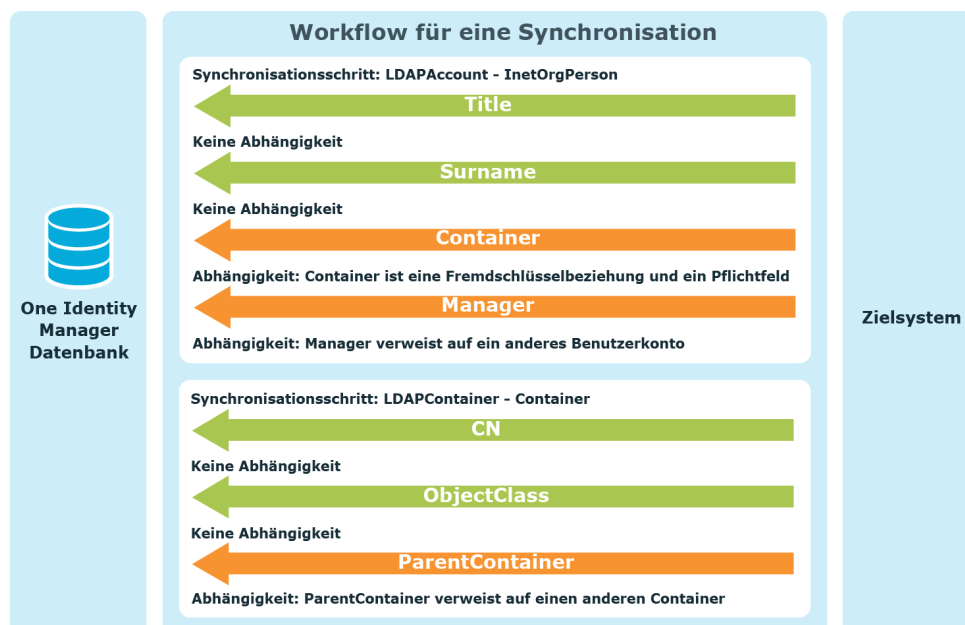 Workflow für eine Synchronisation
Synchronisationsschritt: LDAPAccount - InetOrgPerson
Title
Keine Abhängigkeit
Surname
Keine Abhängigkeit
Container
Abhängigkeit: Container ist eine Fremdschlüsselbeziehung und ein Pflichtfeld
Manager
Abhängigkeit: Manager verweist auf ein anderes Benutzerkonto
One Identity
Manager
Datenbank
Zielsystem
Synchronisationsschritt: LDAPContainer - Container
CN
Keine Abhängigkeit
ObjectClass
Keine Abhängigkeit
ParentContainer
Abhängigkeit: ParentContainer verweist auf einen anderen Container